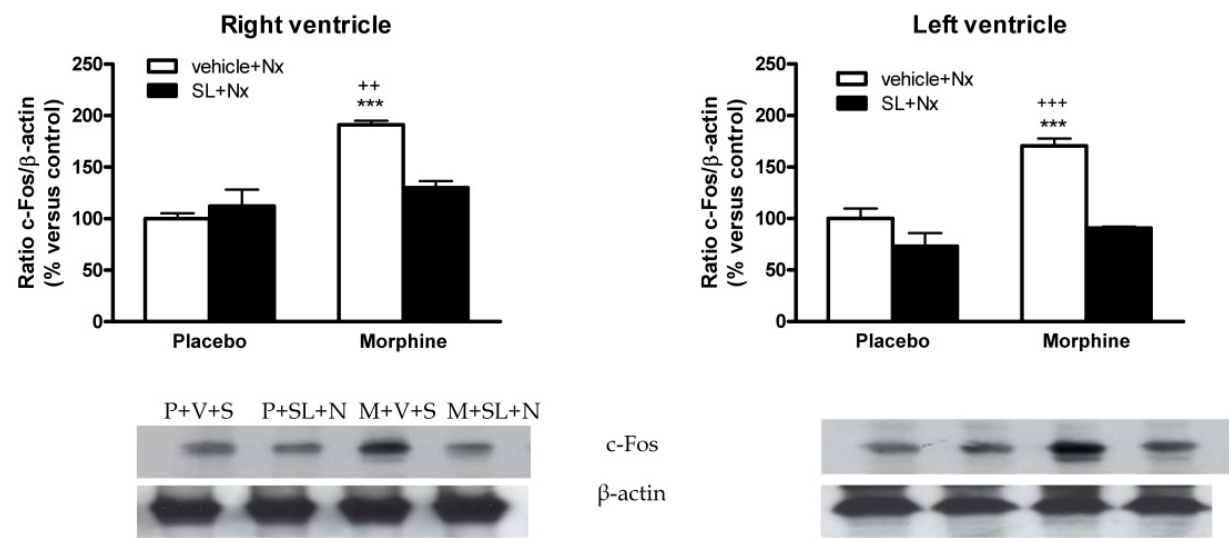 Right ventricle
vehicle+Nx
SL+Nx
Ratio c-Fos/β-actin
(% versus control)
250
200
150
100
50
0
++
***
Placebo
Morphine
Left ventricle
vehicle+Nx
SL+Nx
Ratio c-Fos/β-actin
(% versus control)
250
200
150
100
50
0
+++
***
Placebo
Morphine
P+V+S P+SL+N M+V+S M+SL+N
c-Fos
β-actin